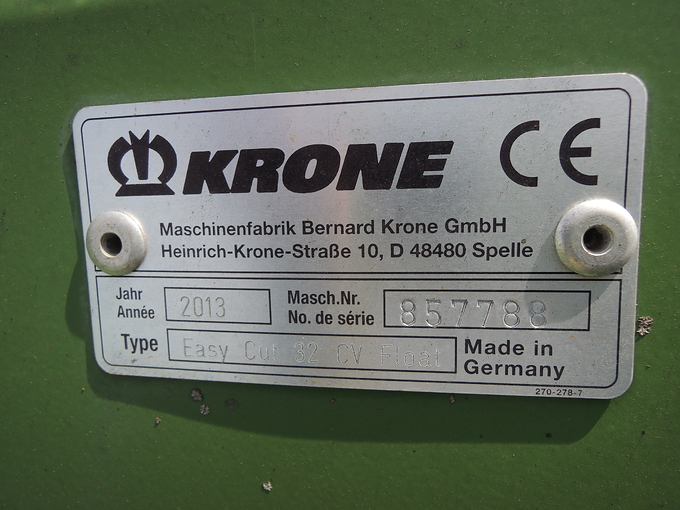 KRONE CE
Maschinenfabrik Bernard Krone GmbH
Heinrich-Krone-Straße 10, D 48480 Spelle
Jahr
Année 2013
Masch.Nr.
No. de série 857788
Type Easy Cut 32 CV Float
Made in
Germany
270-278-7